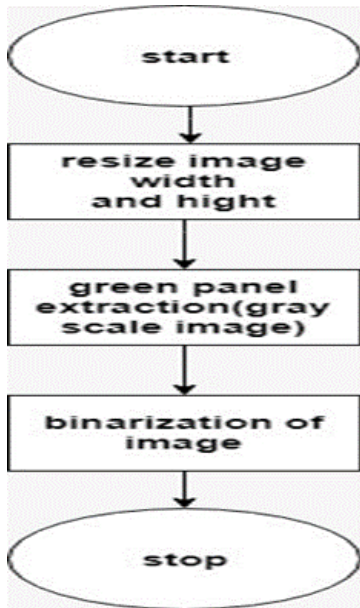 start
resize image
width
and hight
green panel
extraction(gray
scale image)
binarization of
image
stop